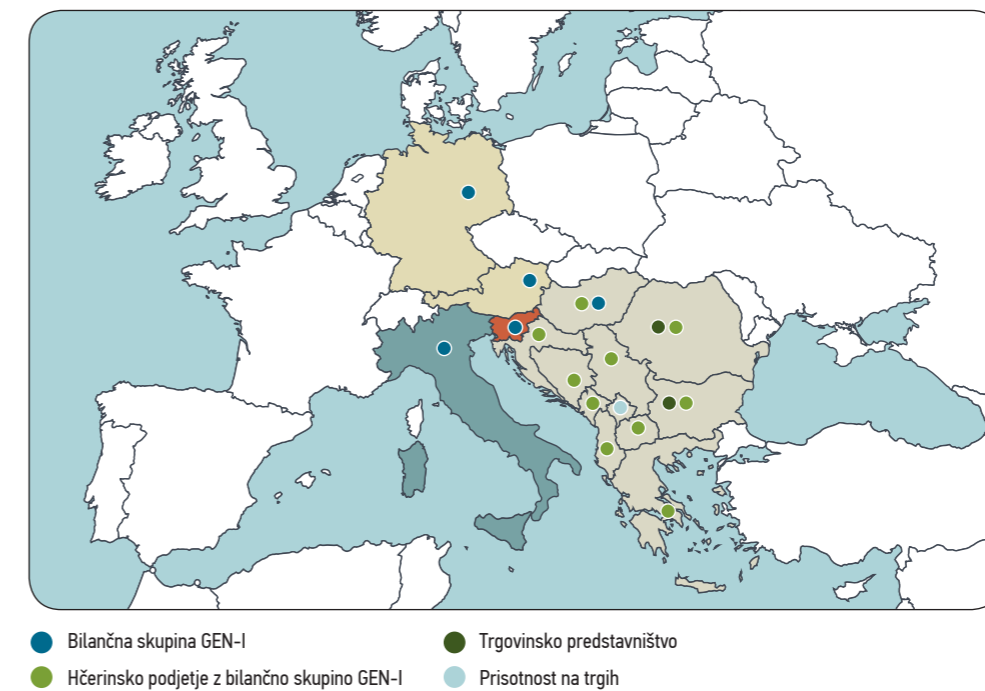 Bilančna skupina GEN-I
Hčerinsko podjetje z bilančno skupino GEN-I
Trgovinsko predstavništvo
Prisotnost na trgih